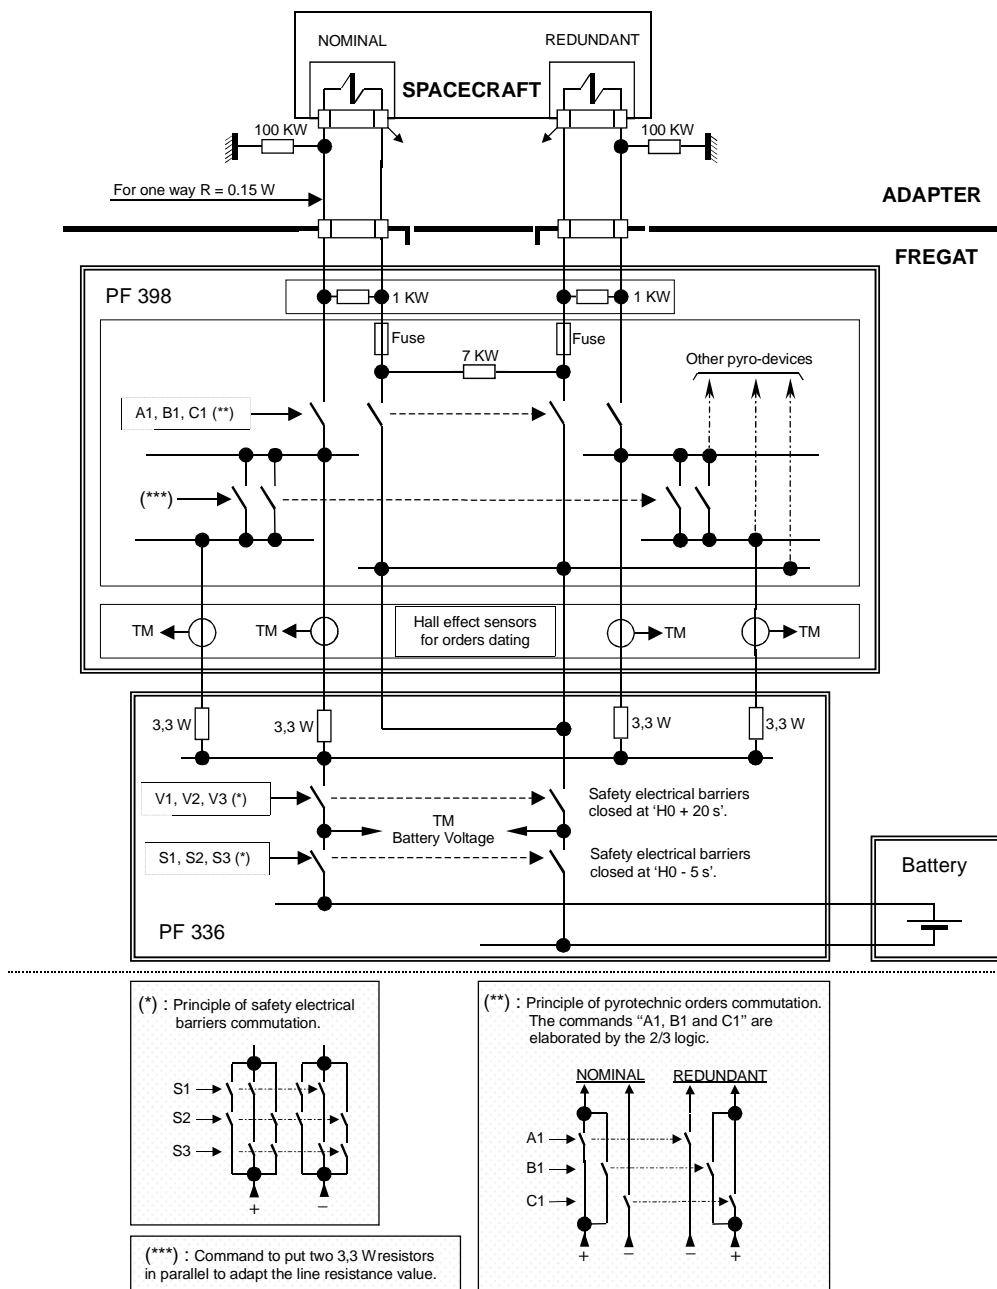 NOMINAL
REDUNDANT
SPACECRAFT
100 KW
100 KW
For one way R = 0.15 W
ADAPTER
FREGAT
PF 398
1 KW
1 KW
Fuse
Fuse
7 KW
Other pyro-devices
A1, B1, C1 (**)
(***)
TM
TM
Hall effect sensors
for orders dating
TM
TM
3,3 W
3,3 W
3,3 W
3,3 W
V1, V2, V3 (*)
Safety electrical barriers
closed at 'H0 + 20 s'.
TM
Battery Voltage
S1, S2, S3 (*)
Safety electrical barriers
closed at 'H0 - 5 s'.
Battery
PF 336
(*) : Principle of safety electrical
barriers commutation.
S1
S2
S3
+
–
(**) : Principle of pyrotechnic orders commutation.
The commands “A1, B1 and C1” are
elaborated by the 2/3 logic.
NOMINAL
REDUNDANT
A1
B1
C1
+
–
–
+
(***) : Command to put two 3,3 W resistors
in parallel to adapt the line resistance value.